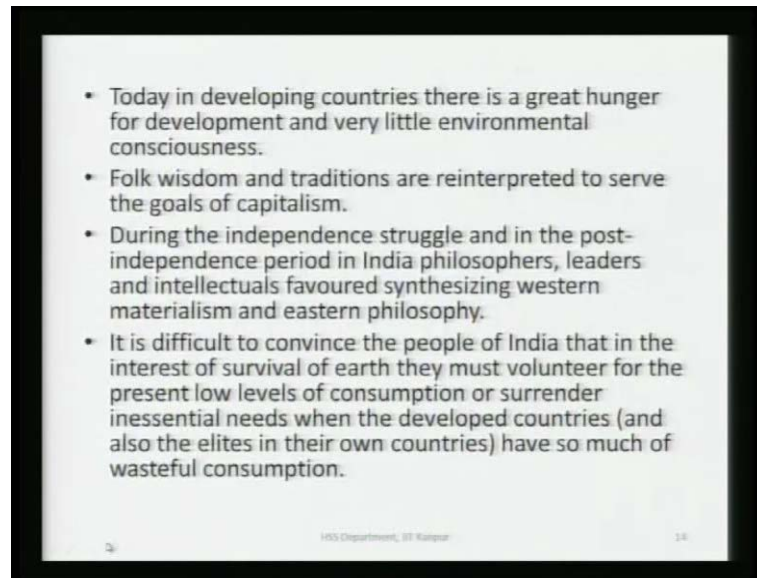 • Today in developing countries there is a great hunger
for development and very little environmental
consciousness.
• Folk wisdom and traditions are reinterpreted to serve
the goals of capitalism.
• During the independence struggle and in the post-
independence period in India philosophers, leaders
and intellectuals favoured synthesizing western
materialism and eastern philosophy.
• It is difficult to convince the people of India that in the
interest of survival of earth they must volunteer for the
present low levels of consumption or surrender
inessential needs when the developed countries (and
also the elites in their own countries) have so much of
wasteful consumption.
HSS Department, IIT Kanpur
14